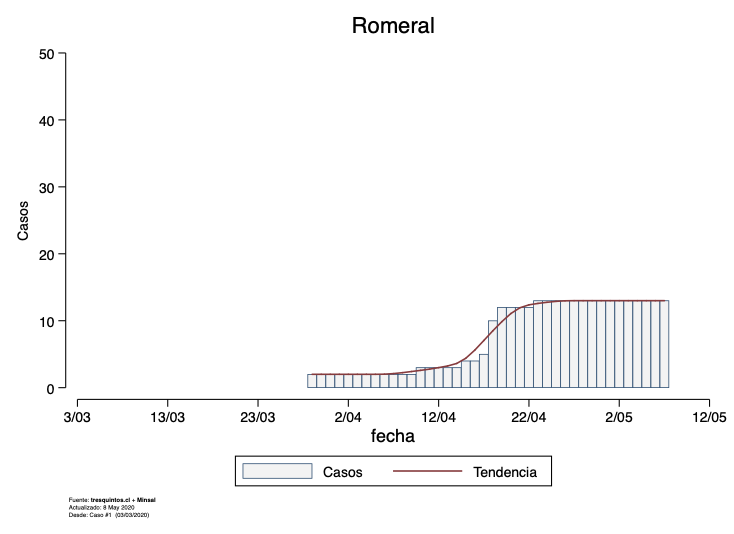 Romeral
50
40
30
20
10
0
Casos
3/03 13/03 23/03 2/04 12/04 22/04 2/05 12/05
fecha
Casos Tendencia
Fuente: tresquintos.cl + Minsal
Actualizado: 8 May 2020
Desde: Caso #1 (03/03/2020)